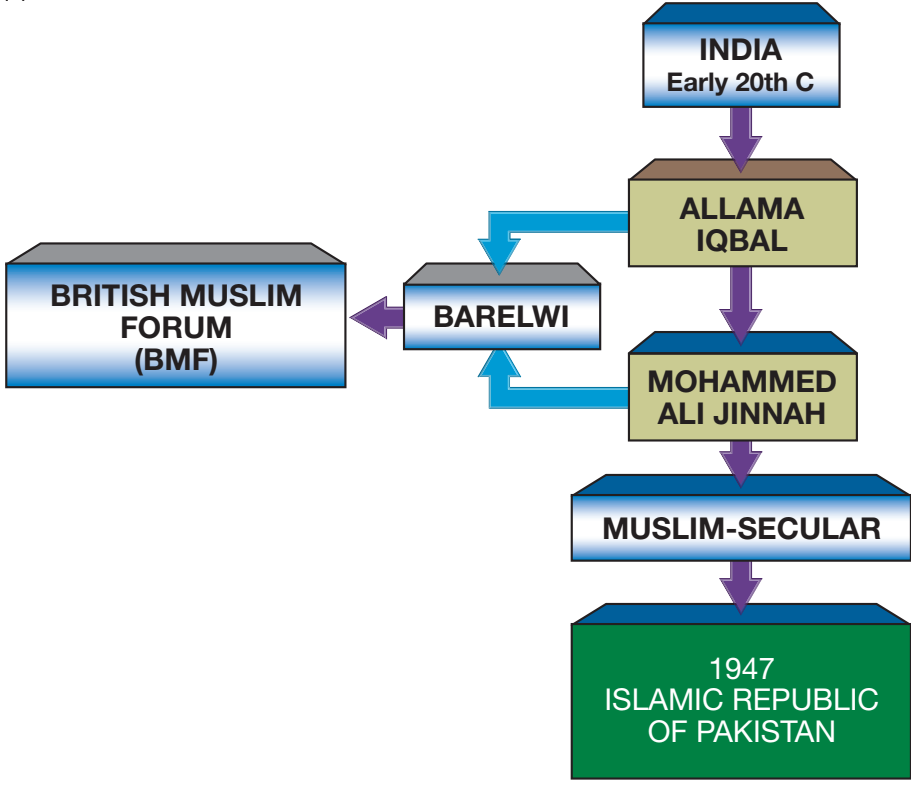 INDIA
Early 20th C
ALLAMA
IQBAL
BRITISH MUSLIM
FORUM
(BMF)
BARELWI
MOHAMMED
ALI JINNAH
MUSLIM-SECULAR
1947
ISLAMIC REPUBLIC
OF PAKISTAN